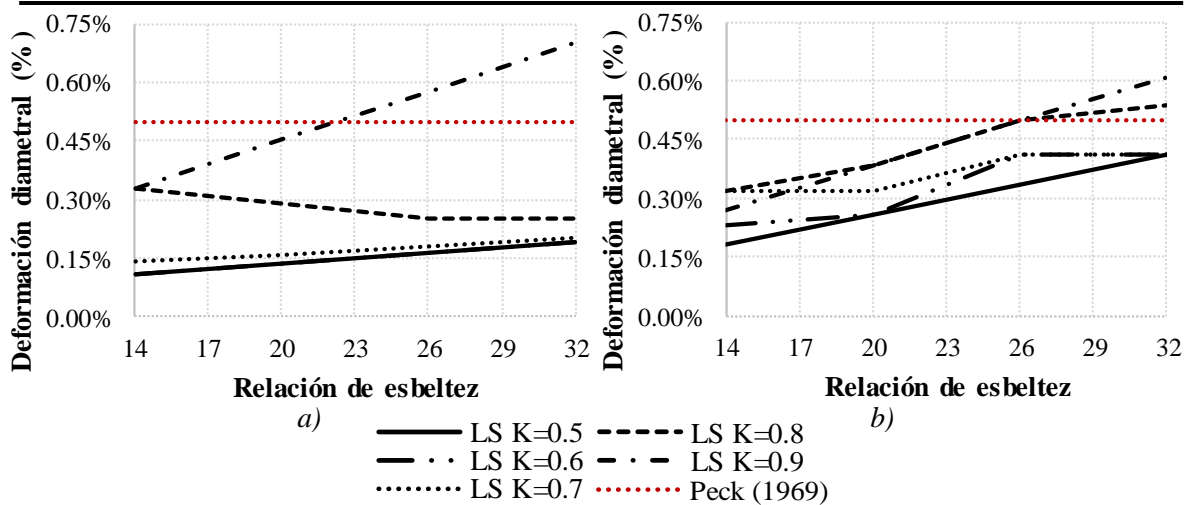 Deformación diametral (%)
0.75%
0.60%
0.45%
0.30%
0.15%
0.00%
14 17 20 23 26 29 32
Relación de esbeltez
a)
Deformació diametral (%)
0.75%
0.60%
0.45%
0.30%
0.15%
0.00%
14 17 20 23 26 29 32
Relación de esbeltez
b)
LS K=0.5 LS K=0.8
LS K=0.6 LS K=0.9
LS K=0.7 Peck (1969)